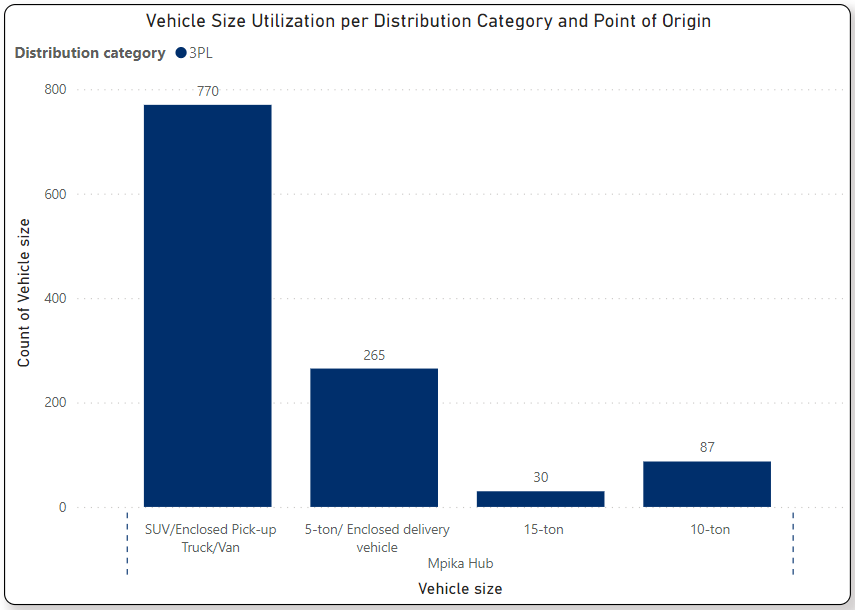 Vehicle Size Utilization per Distribution Category and Point of Origin
Distribution category 3PL
Count of Vehicle size
800
600
400
200
0
770
265
30
87
SUV/Enclosed Pick-up
Truck/Van
5-ton/ Enclosed delivery
vehicle
15-ton
10-ton
Mpika Hub
Vehicle size